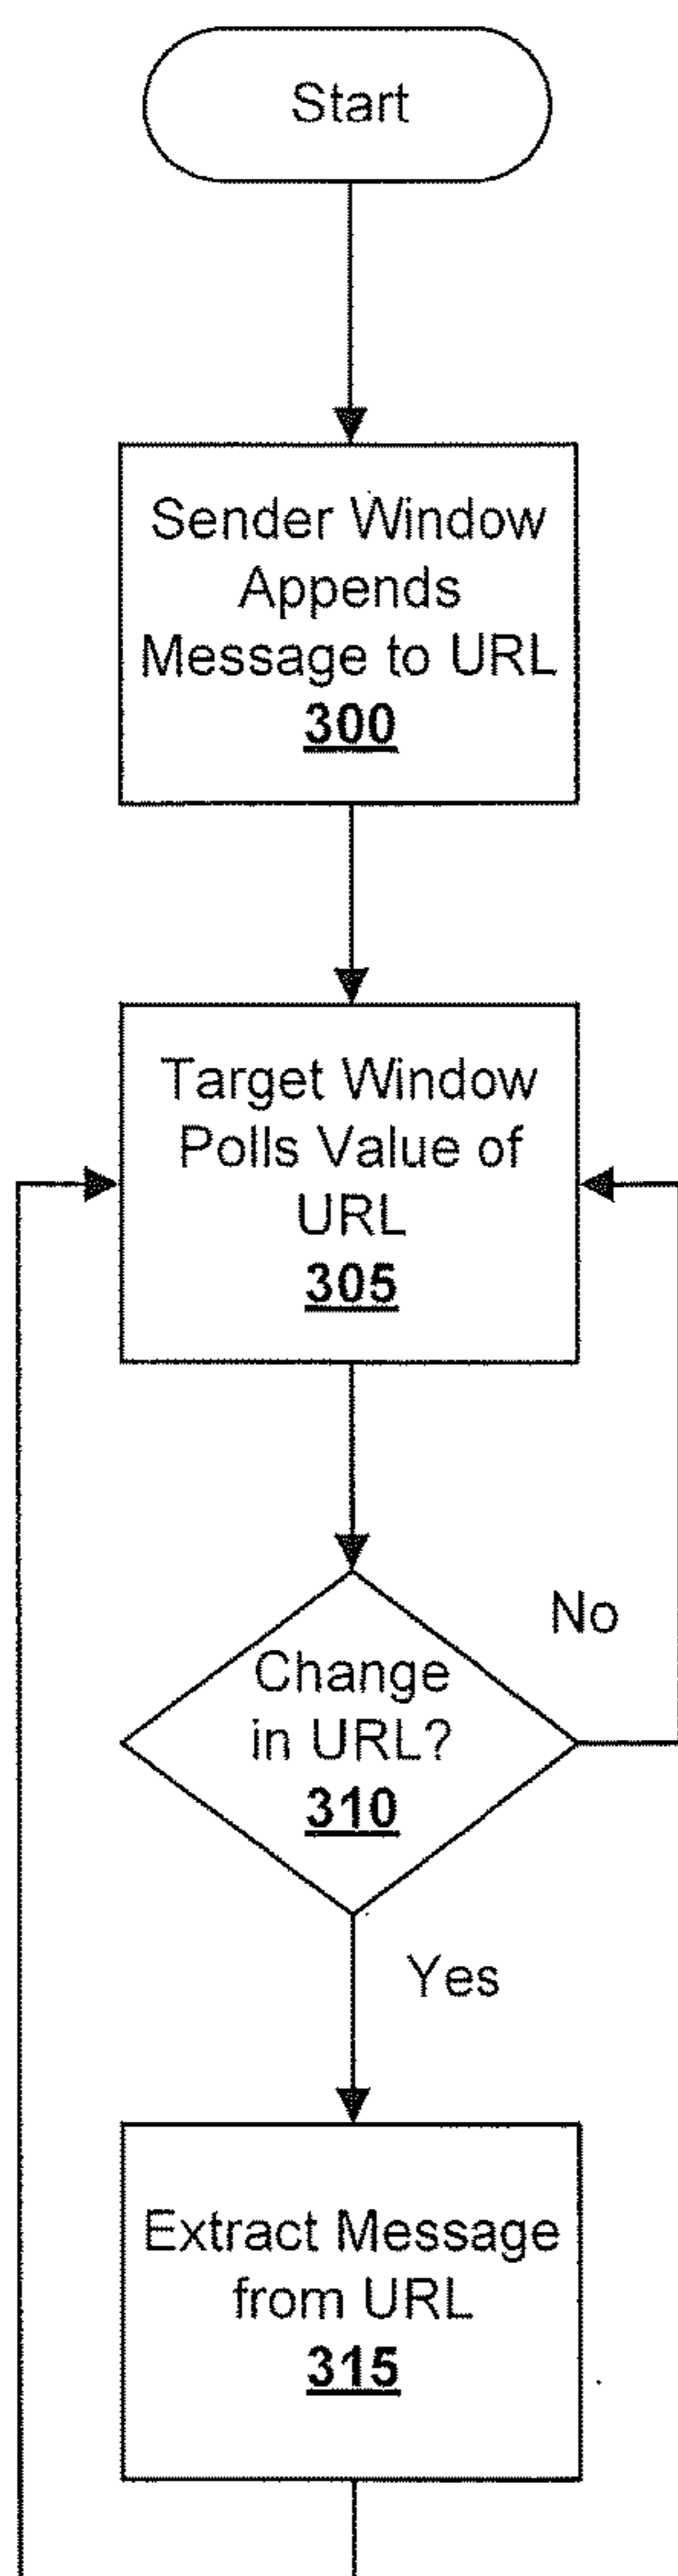 Start
Sender Window
Appends
Message to URL
300
Target Window
Polls Value of
URL
305
Change
in URL?
310
No
Yes
Extract Message
from URL
315